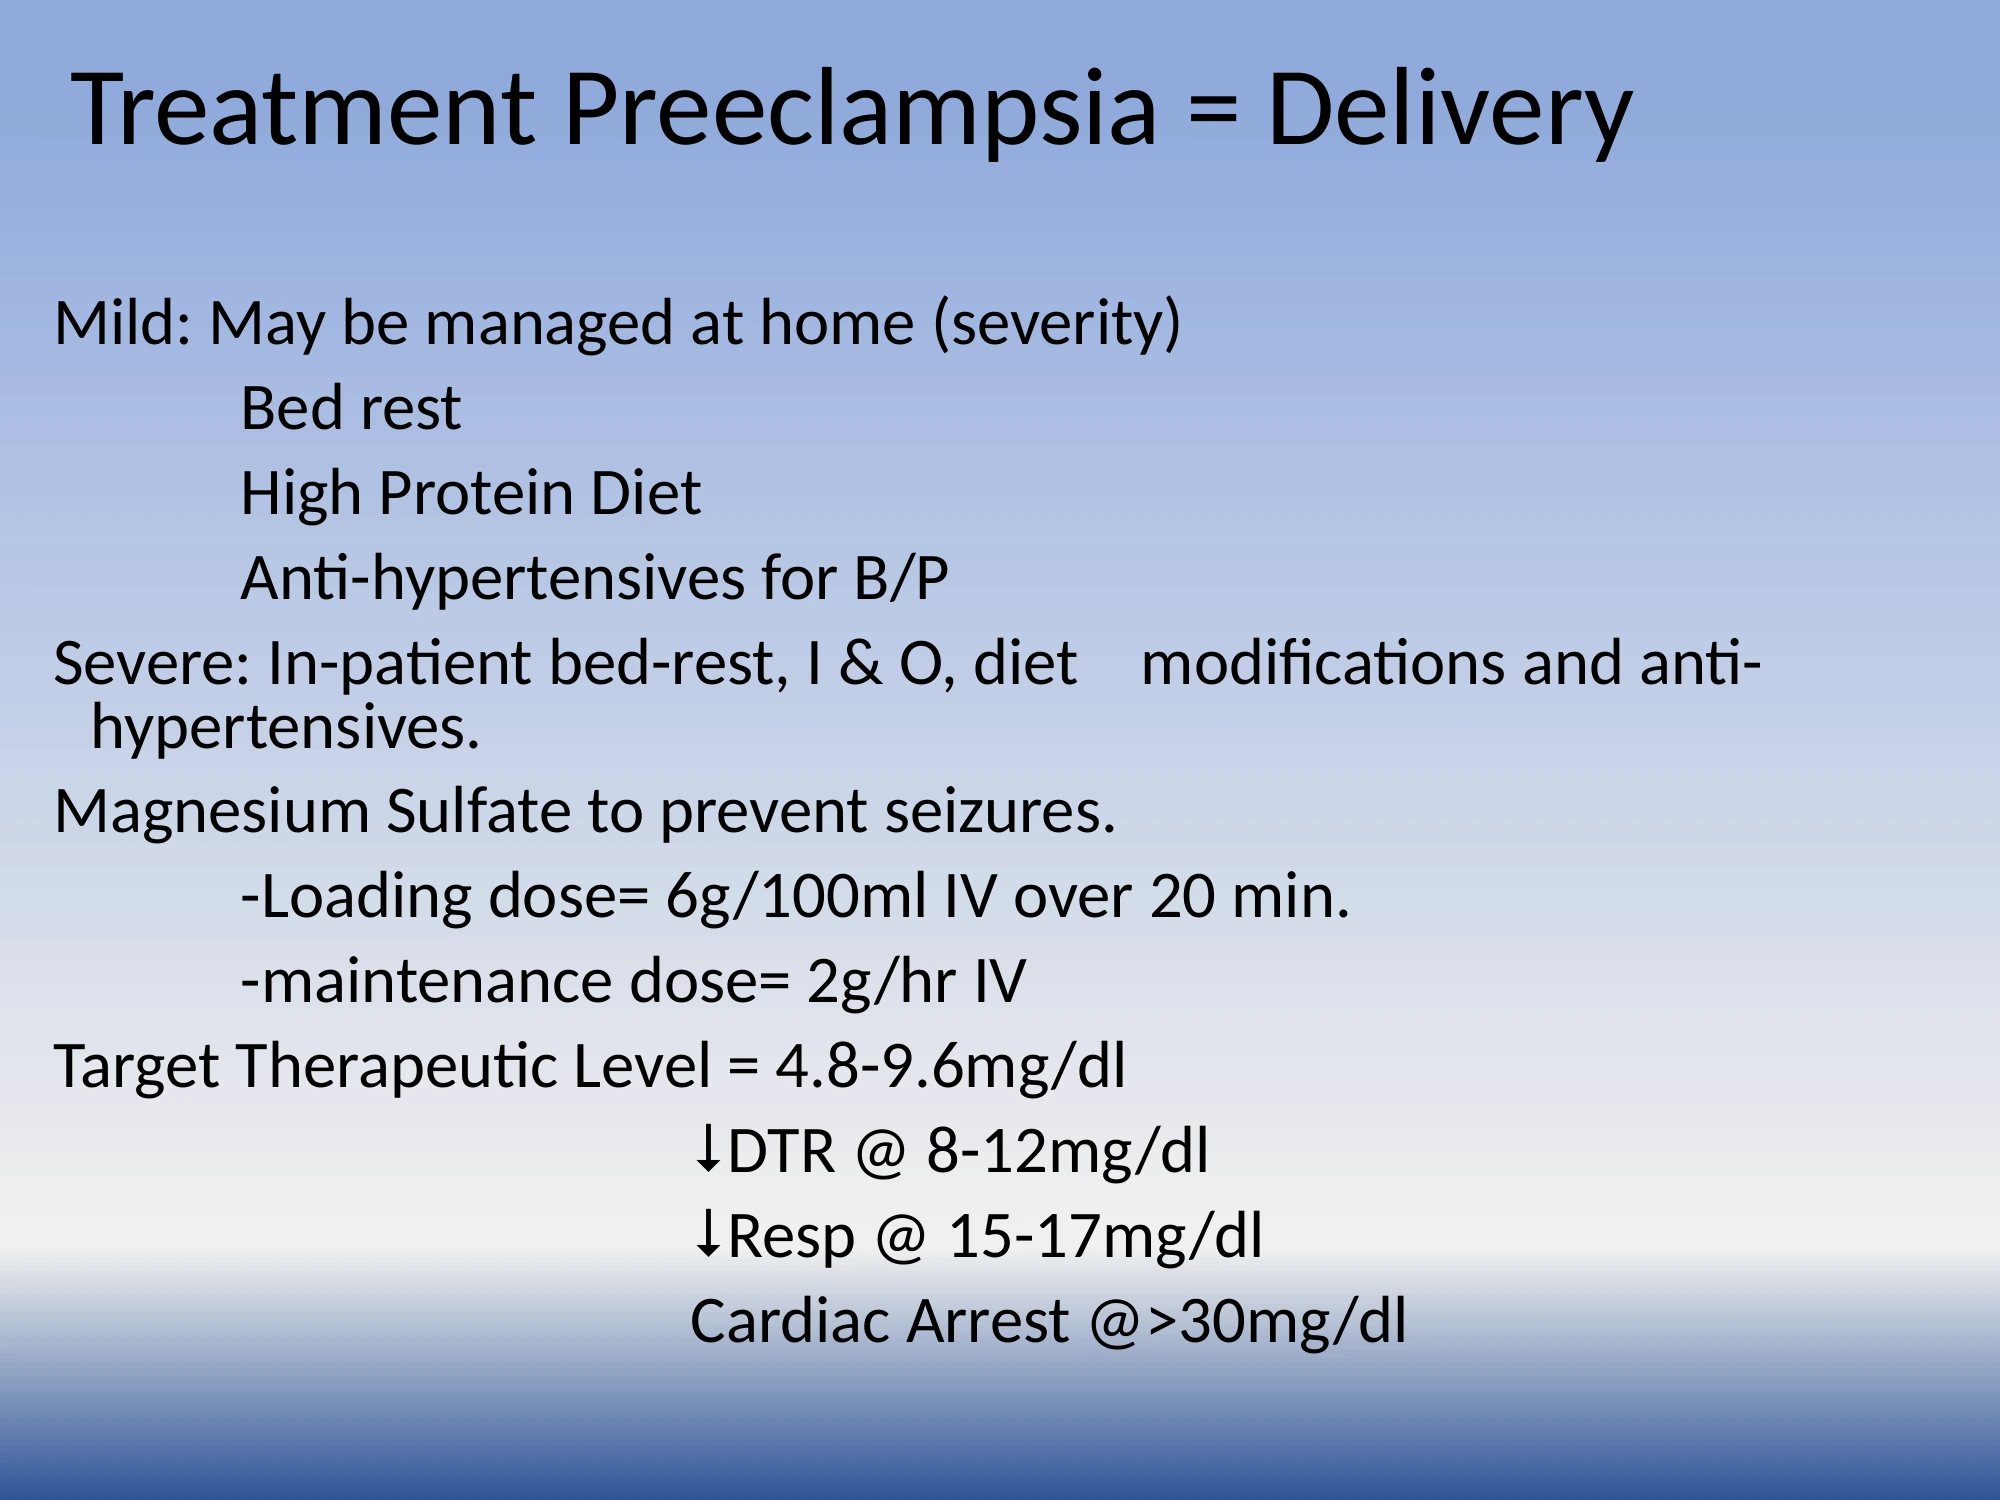 Treatment Preeclampsia = Delivery
Mild: May be managed at home (severity)
Bed rest
High Protein Diet
Anti-hypertensives for B/P
Severe: In-patient bed-rest, I & O, diet modifications and anti-
hypertensives.
Magnesium Sulfate to prevent seizures.
-Loading dose= 6g/100ml IV over 20 min.
-maintenance dose= 2g/hr IV
Target Therapeutic Level = 4.8-9.6mg/dl
↓DTR @ 8-12mg/dl
↓Resp @ 15-17mg/dl
Cardiac Arrest @>30mg/dl